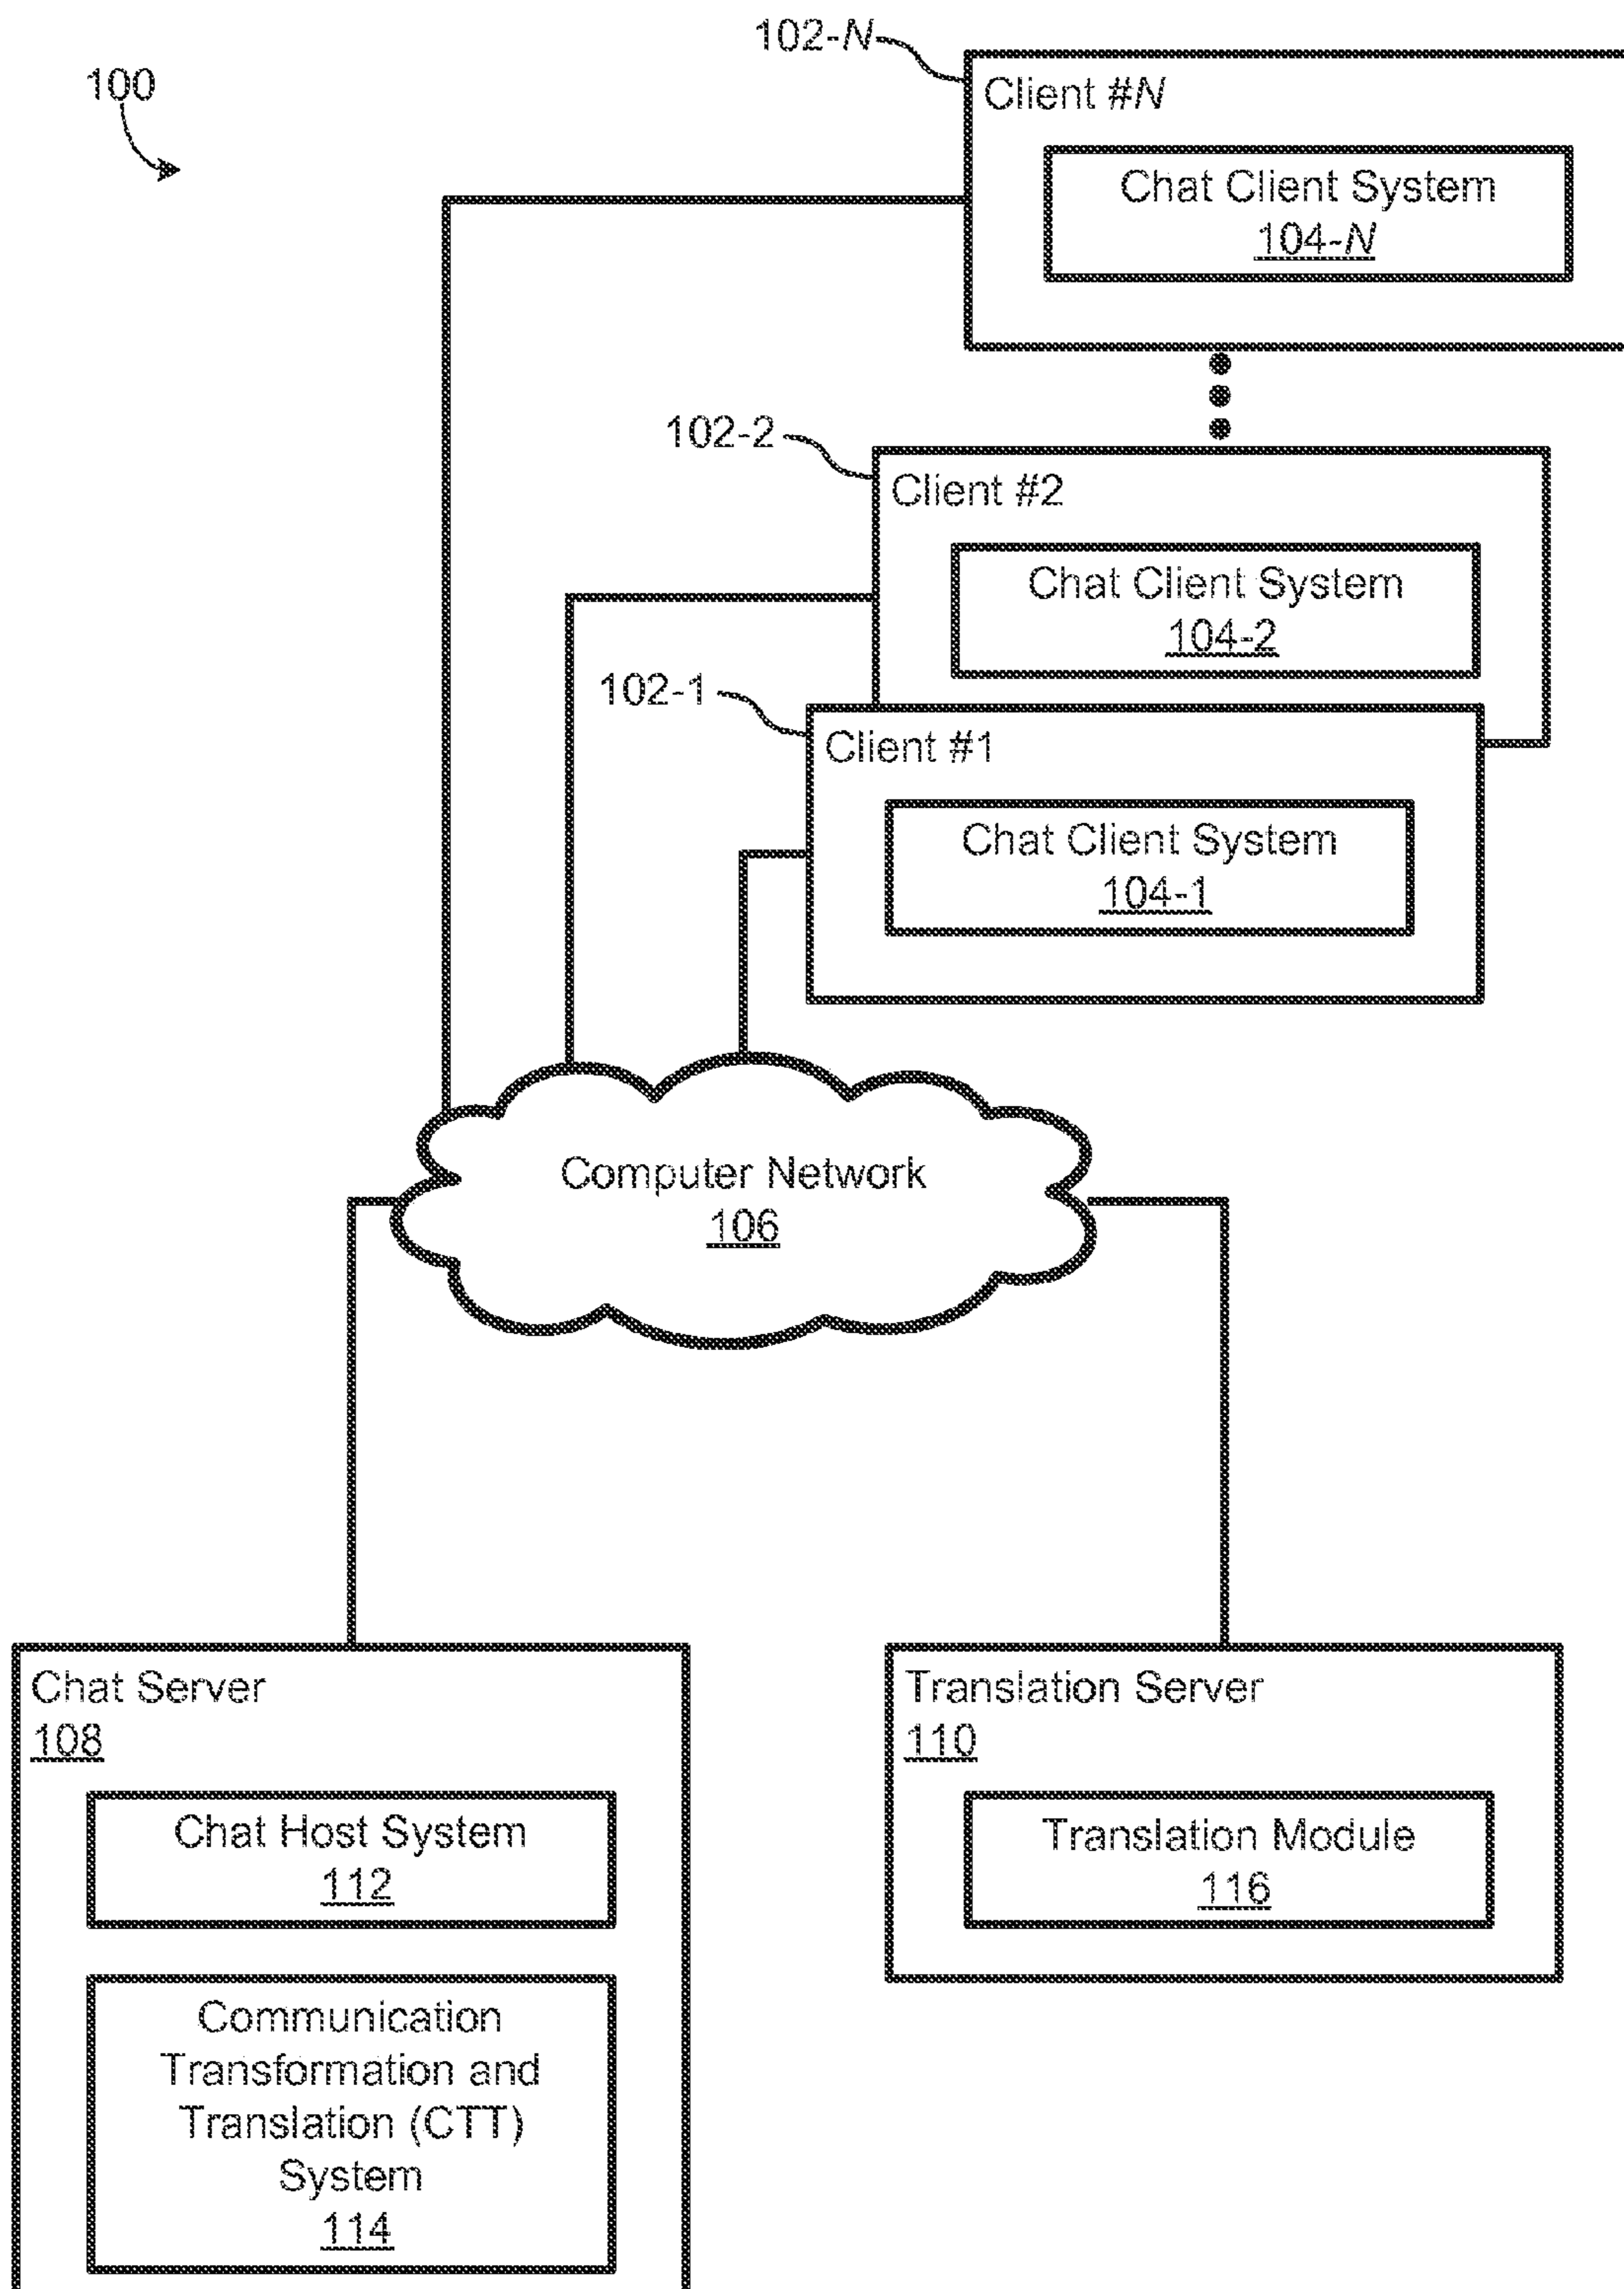 102-N
100
Client #N
Chat Client System
104-N
102-2
Client #2
Chat Client System
104-2
102-1
Client #1
Chat Client System
104-1
Computer Network
106
Chat Server
108
Chat Host System
112
Communication
Transformation and
Translation (CTT)
System
114
Translation Server
110
Translation Module
116